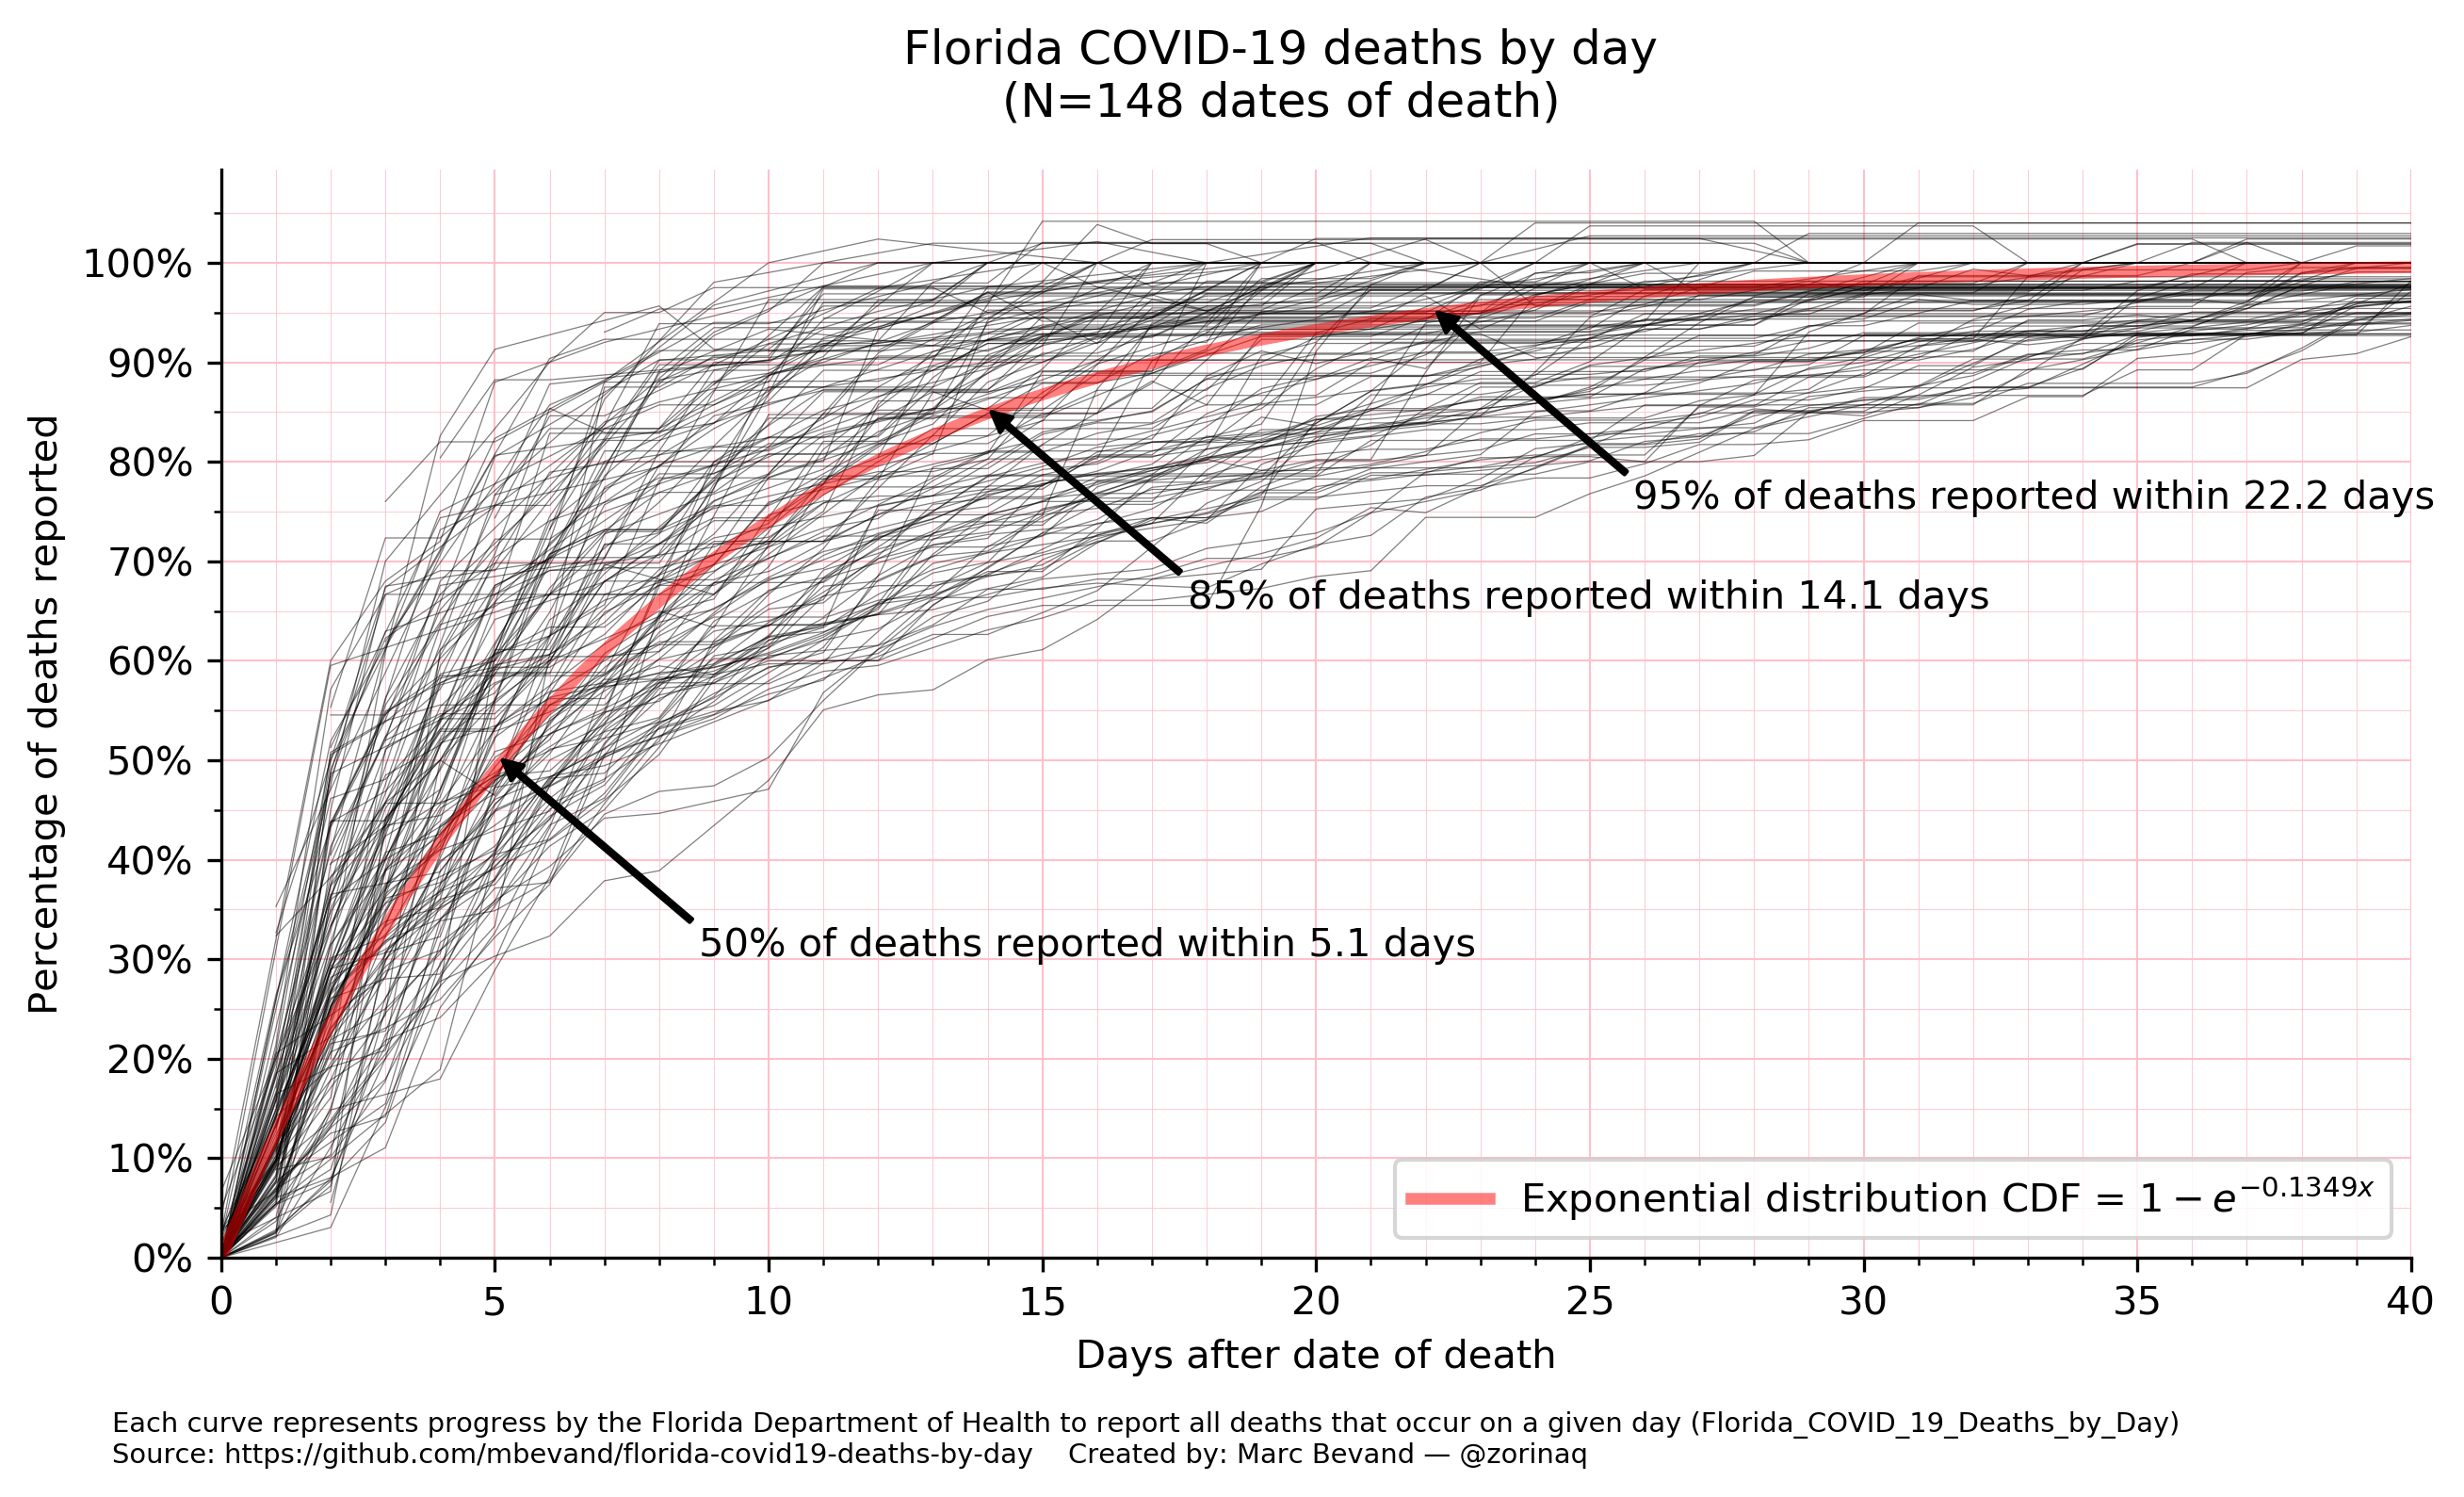 Florida COVID-19 deaths by day
(N=148 dates of death)
Percentage of deaths reported
100%
90%
80%
70%
60%
50%
40%
30%
20%
10%
0%
95% of deaths reported within 22.2 days
85% of deaths reported within 14.1 days
50% of deaths reported within 5.1 days
Exponential distribution CDF = 1 − e^{−0.1349x}
0 5 10 15 20 25 30 35 40
Days after date of death
Each curve represents progress by the Florida Department of Health to report all deaths that occur on a given day (Florida_COVID_19_Deaths_by_Day)
Source: https://github.com/mbevand/florida-covid19-deaths-by-day Created by: Marc Bevand — @zorinaq